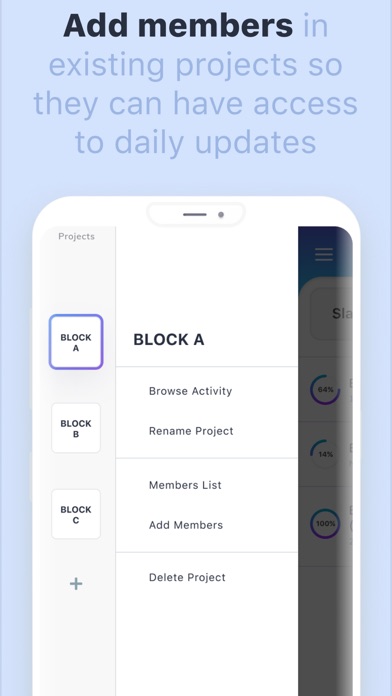 Add members in
existing projects so
they can have access
to daily updates
Projects
BLOCK
A
BLOCK
B
BLOCK
C
+
BLOCK A
Browse Activity
Rename Project
Members List
Add Members
Delete Project
Sla
64%
14%
100%